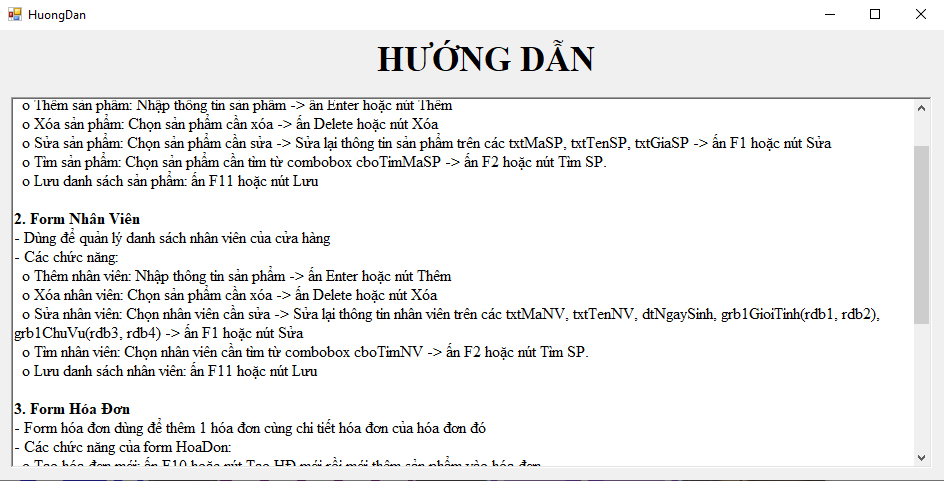 HuongDan
HƯỚNG DẪN
o Thêm sản phẩm: Nhập thông tin sản phẩm -> ấn Enter hoặc nút Thêm
o Xóa sản phẩm: Chọn sản phẩm cần xóa -> ấn Delete hoặc nút Xóa
o Sửa sản phẩm: Chọn sản phẩm cần sửa -> Sửa lại thông tin sản phẩm trên các txtMaSP, txtTenSP, txtGiaSP -> ấn F1 hoặc nút Sửa
o Tìm sản phẩm: Chọn sản phẩm cần tìm từ combobox cboTimMaSP -> ấn F2 hoặc nút Tìm SP.
o Lưu danh sách sản phẩm: ấn F11 hoặc nút Lưu
2. Form Nhân Viên
- Dùng để quản lý danh sách nhân viên của cửa hàng
- Các chức năng:
o Thêm nhân viên: Nhập thông tin sản phẩm -> ấn Enter hoặc nút Thêm
o Xóa nhân viên: Chọn sản phẩm cần xóa -> ấn Delete hoặc nút Xóa
o Sửa nhân viên: Chọn nhân viên cần sửa -> Sửa lại thông tin nhân viên trên các txtMaNV, txtTenNV, dtNgaySinh, grb1GioiTinh(rdb1, rdb2),
grb1ChuVu(rdb3, rdb4) -> ấn F1 hoặc nút Sửa
o Tìm nhân viên: Chọn nhân viên cần tìm từ combobox cboTimNV -> ấn F2 hoặc nút Tìm SP.
o Lưu danh sách nhân viên: ấn F11 hoặc nút Lưu
3. Form Hóa Đơn
- Form hóa đơn dùng để thêm 1 hóa đơn cùng chi tiết hóa đơn của hóa đơn đó
- Các chức năng của form HoaDon:
o Tạo hóa đơn mới: ấn F10 hoặc nút Tạo HĐ mới rồi mới thêm sản phẩm vào hóa đơn